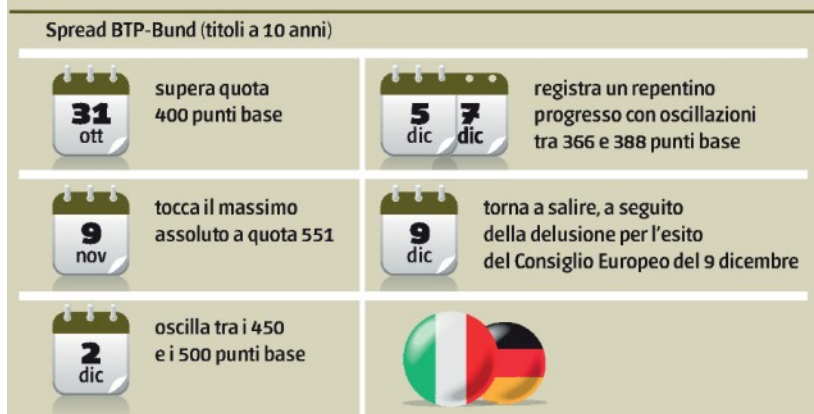 Spread BTP-Bund (titoli a 10 anni)
31
ott
supera quota
400 punti base
9
nov
tocca il massimo
assoluto a quota 551
2
dic
oscilla tra i 450
e i 500 punti base
5
dic
7
dic
registra un repentino
progresso con oscillazioni
tra 366 e 388 punti base
9
dic
torna a salire, a seguito
della delusione per l'esito
del Consiglio Europeo del 9 dicembre